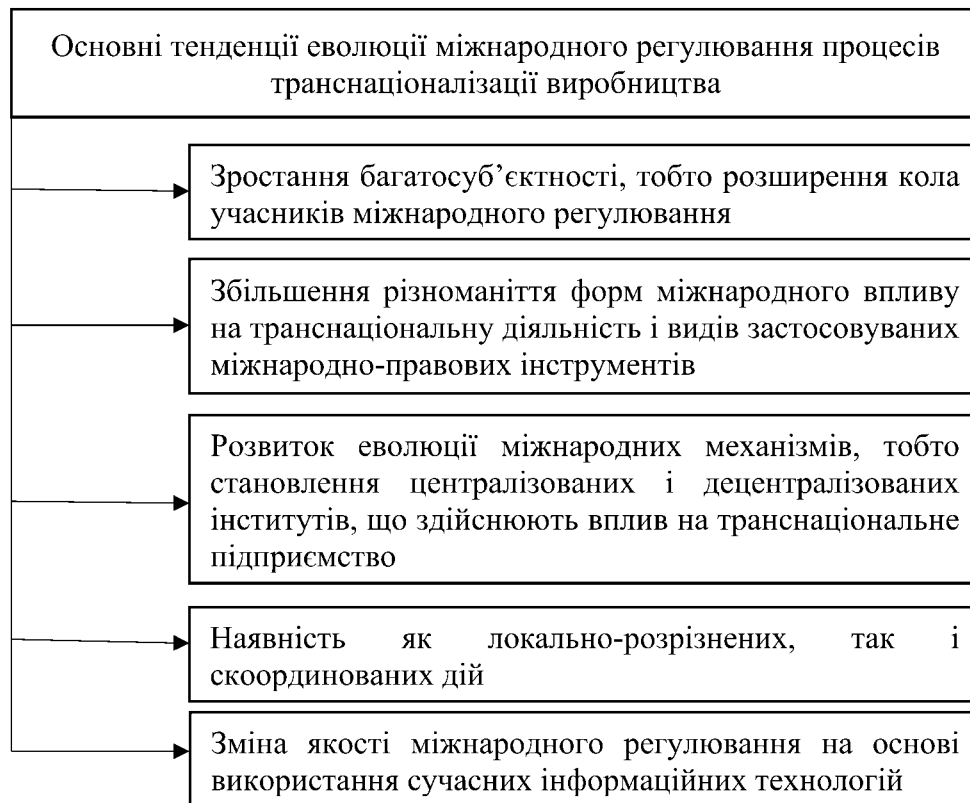 Основні тенденції еволюції міжнародного регулювання процесів
транснаціоналізації виробництва
Зростання багатосуб’єктності, тобто розширення кола
учасників міжнародного регулювання
Збільшення різноманіття форм міжнародного впливу
на транснаціональну діяльність і видів застосовуваних
міжнародно-правових інструментів
Розвиток еволюції міжнародних механізмів, тобто
становлення централізованих і децентралізованих
інститутів, що здійснюють вплив на транснаціональне
підприємство
Наявність як локально-розрізнених, так і
скоординованих дій
Зміна якості міжнародного регулювання на основі
використання сучасних інформаційних технологій